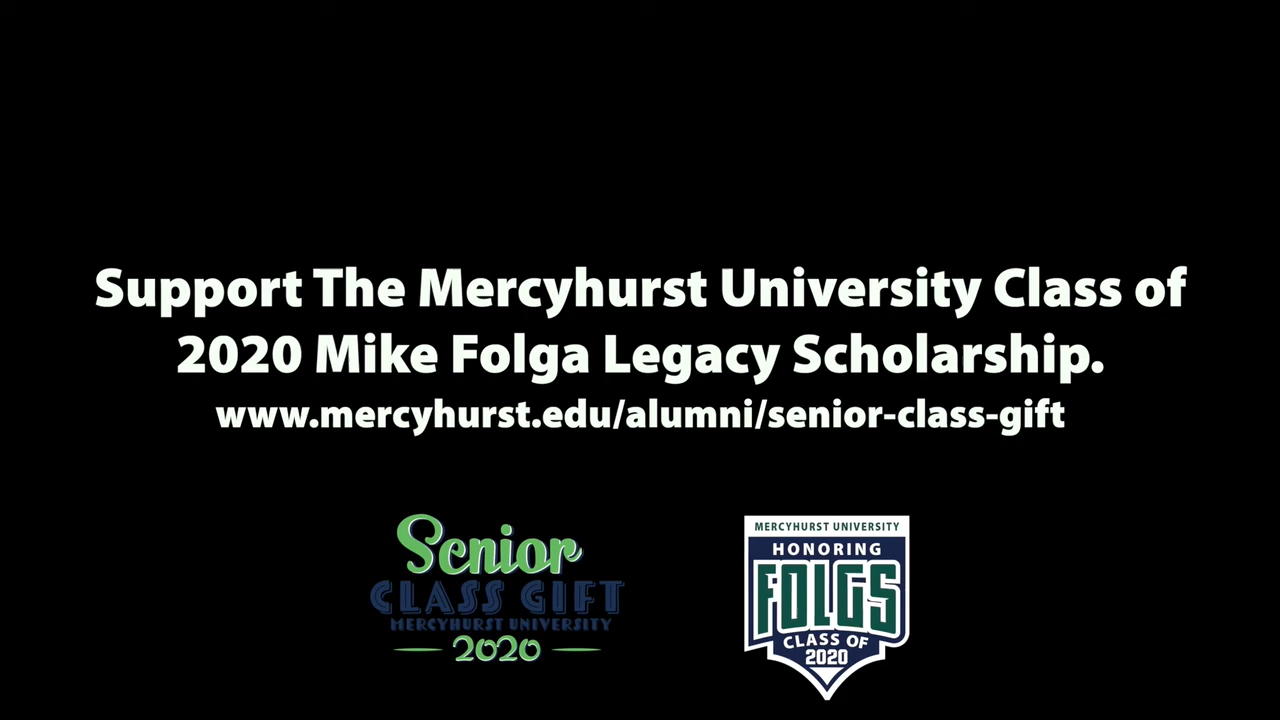 Support The Mercyhurst University Class of
2020 Mike Folga Legacy Scholarship.
www.mercyhurst.edu/alumni/senior-class-gift
Senior
CLASS GIFT
MERCYHURST UNIVERSITY
2020
MERCYHURST UNIVERSITY
HONORING
FOLGS
CLASS OF
2020